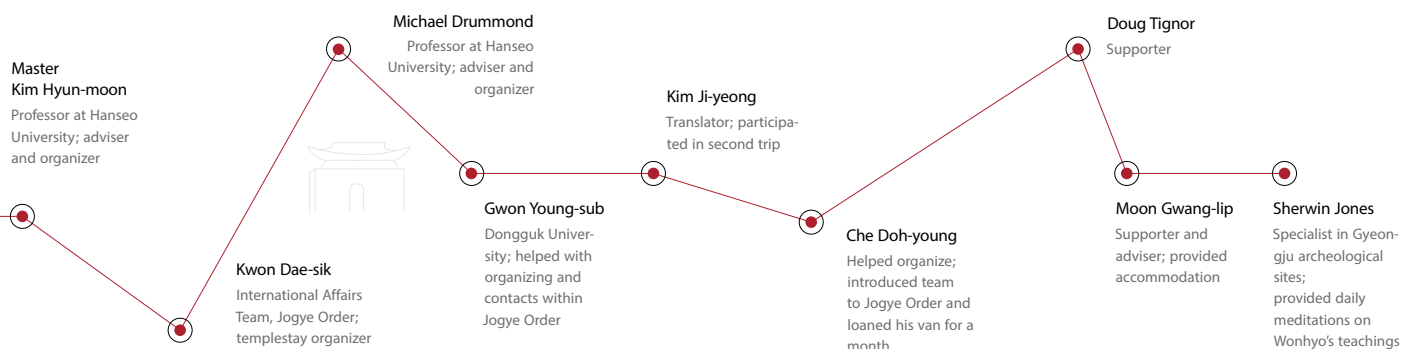 Master
Kim Hyun-moon
Professor at Hanseo
University; adviser
and organizer
Kwon Dae-sik
International Affairs
Team, Jogye Order;
templestay organizer
Michael Drummond
Professor at Hanseo
University; adviser and
organizer
Gwon Young-sub
Dongguk Univer-
sity; helped with
organizing and
contacts within
Jogye Order
Kim Ji-yeong
Translator; participa-
ted in second trip
Che Doh-young
Helped organize;
introduced team
to Jogye Order and
loaned his van for a
month
Doug Tignor
Supporter
Moon Gwang-lip
Supporter and
adviser; provided
accommodation
Sherwin Jones
Specialist in Gyeon-
gju archeological
sites;
provided daily
meditations on
Wonhyo's teachings